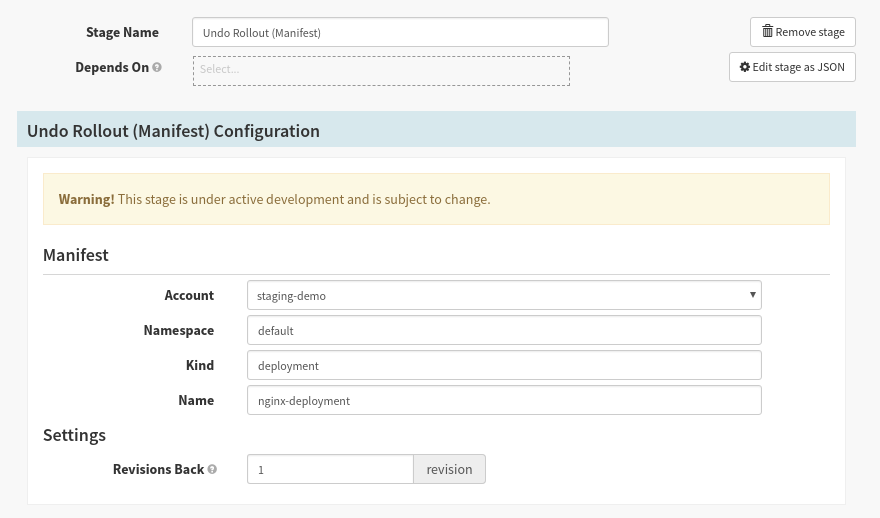 Stage Name Undo Rollout (Manifest) Remove stage
Depends On Select... Edit stage as JSON
Undo Rollout (Manifest) Configuration
Warning! This stage is under active development and is subject to change.
Manifest
Account staging-demo
Namespace default
Kind deployment
Name nginx-deployment
Settings
Revisions Back 1 revision